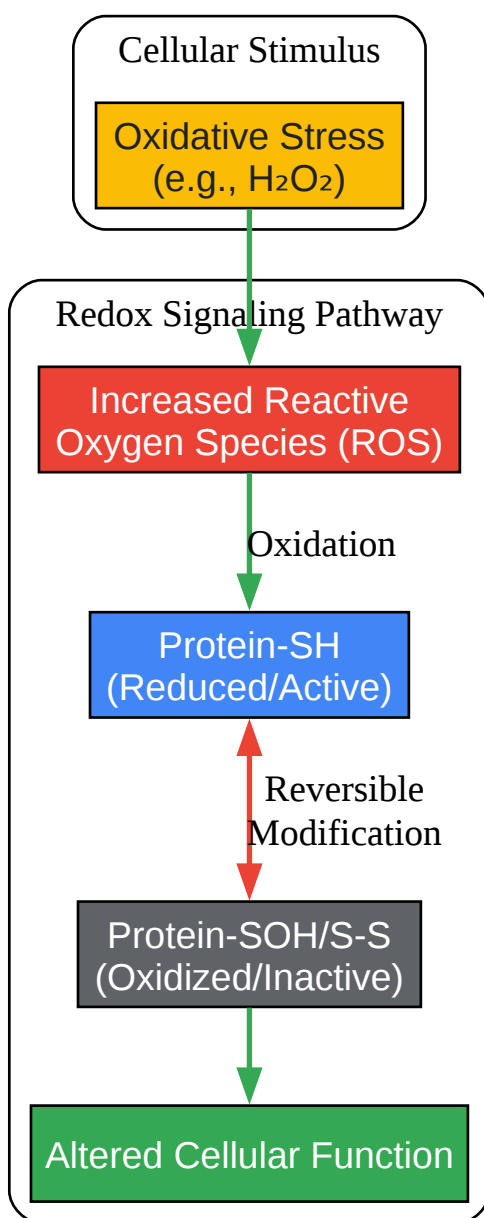 Cellular Stimulus
Oxidative Stress
(e.g., H₂O₂)
Redox Signaling Pathway
Increased Reactive
Oxygen Species (ROS)
Oxidation
Protein-SH
(Reduced/Active)
Reversible
Modification
Protein-SOH/S-S
(Oxidized/Inactive)
Altered Cellular Function